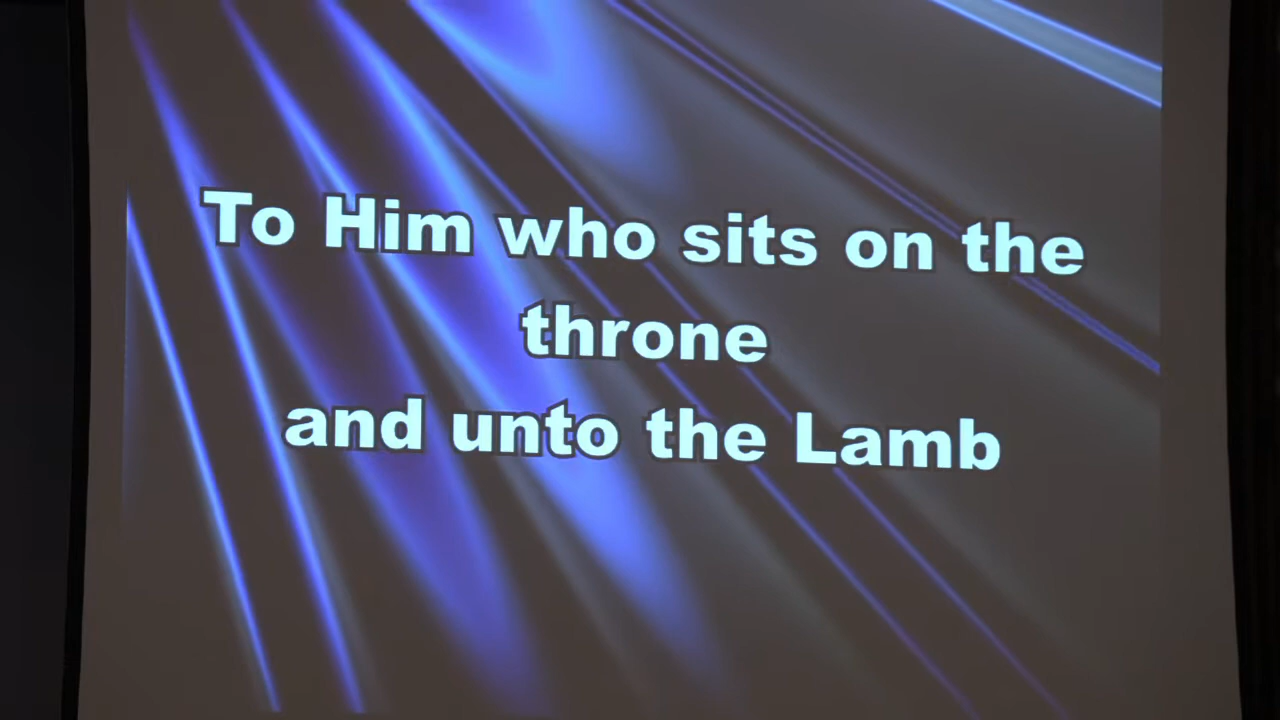 To Him who sits on the
throne
and unto the Lamb